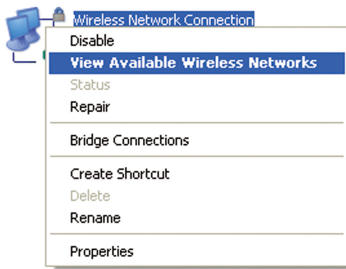 Wireless Network Connection
Disable
View Available Wireless Networks
Status
Repair
Bridge Connections
Create Shortcut
Delete
Rename
Properties